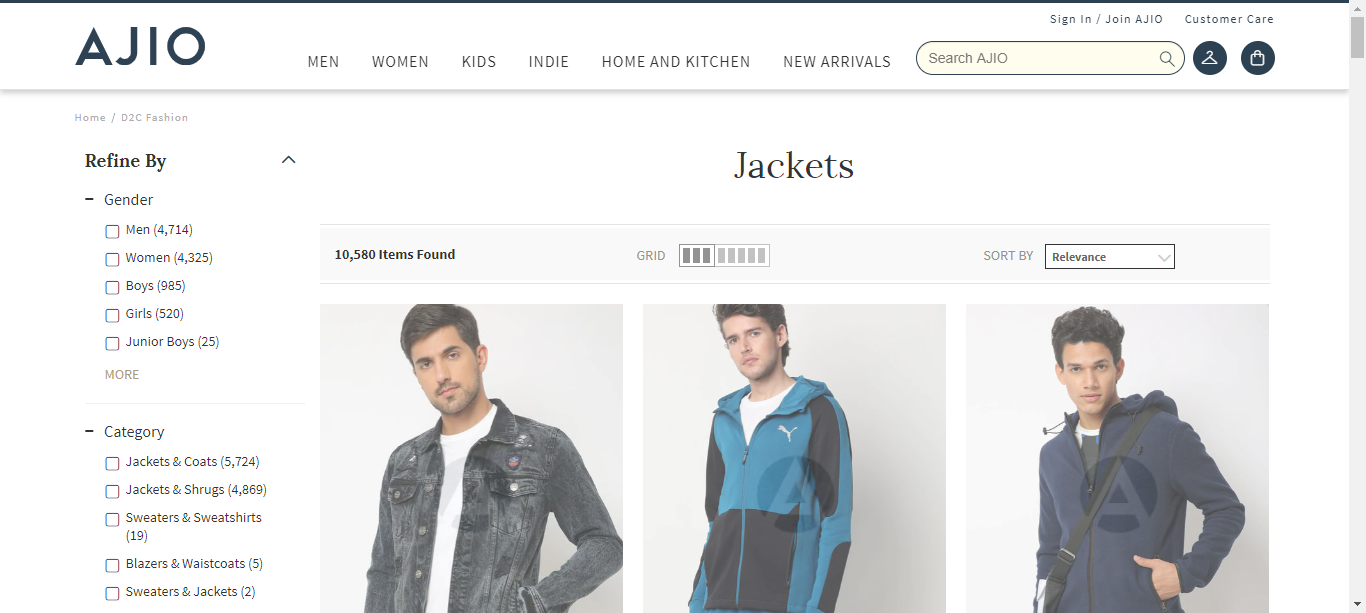 Sign In / Join AJIO Customer Care
AJIO
MEN WOMEN KIDS INDIE HOME AND KITCHEN NEW ARRIVALS Search AJIO
Home / D2C Fashion
Refine By
Jackets
Gender
Men (4,714)
Women (4,325)
Boys (985)
Girls (520)
Junior Boys (25)
MORE
10,580 Items Found GRID SORT BY Relevance
Category
Jackets & Coats (5,724)
Jackets & Shrugs (4,869)
Sweaters & Sweatshirts
(19)
Blazers & Waistcoats (5)
Sweaters & Jackets (2)